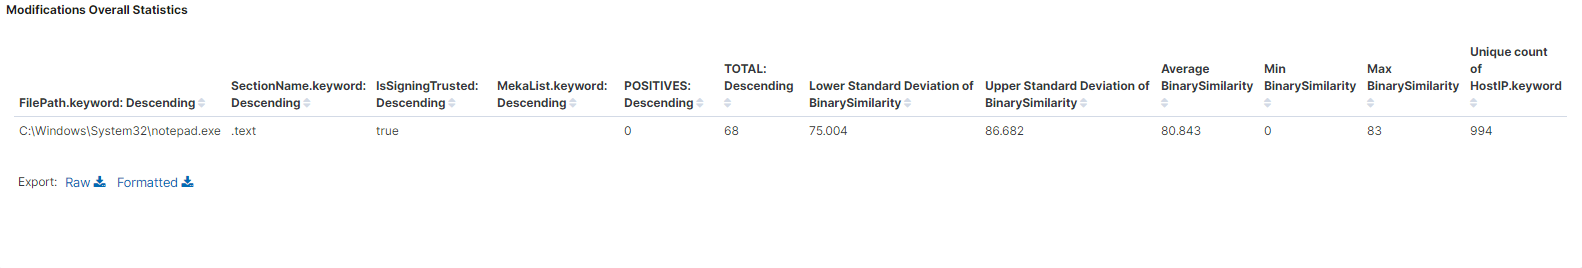 Modifications Overall Statistics
FilePath.keyword: Descending
SectionName.keyword:
Descending
IsSigningTrusted:
Descending
MekaList.keyword:
Descending
POSITIVES:
Descending
TOTAL:
Descending
Lower Standard Deviation of
BinarySimilarity
Upper Standard Deviation of
BinarySimilarity
Average
BinarySimilarity
Min
BinarySimilarity
Max
BinarySimilarity
Unique count
of
HostIP.keyword
C:\Windows\System32\notepad.exe .text true 0 68 75.004 86.682 80.843 0 83 994
Export: Raw Formatted